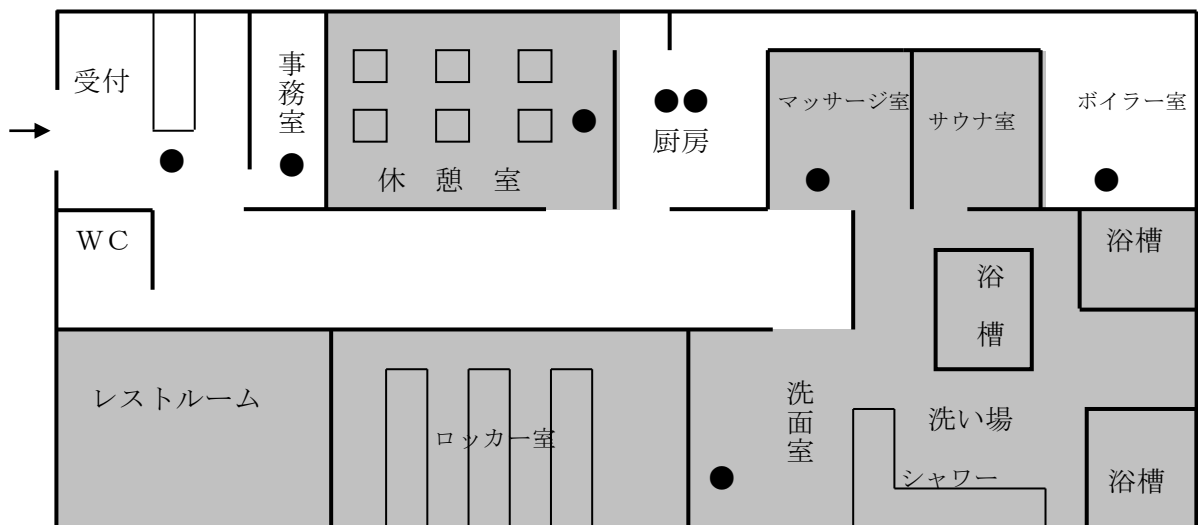 受付
事務室
休憩室
厨房
マッサージ室
サウナ室
ボイラー室
WC
浴槽
浴槽
レストルーム
ロッカー室
洗面室
洗い場
シャワー
浴槽